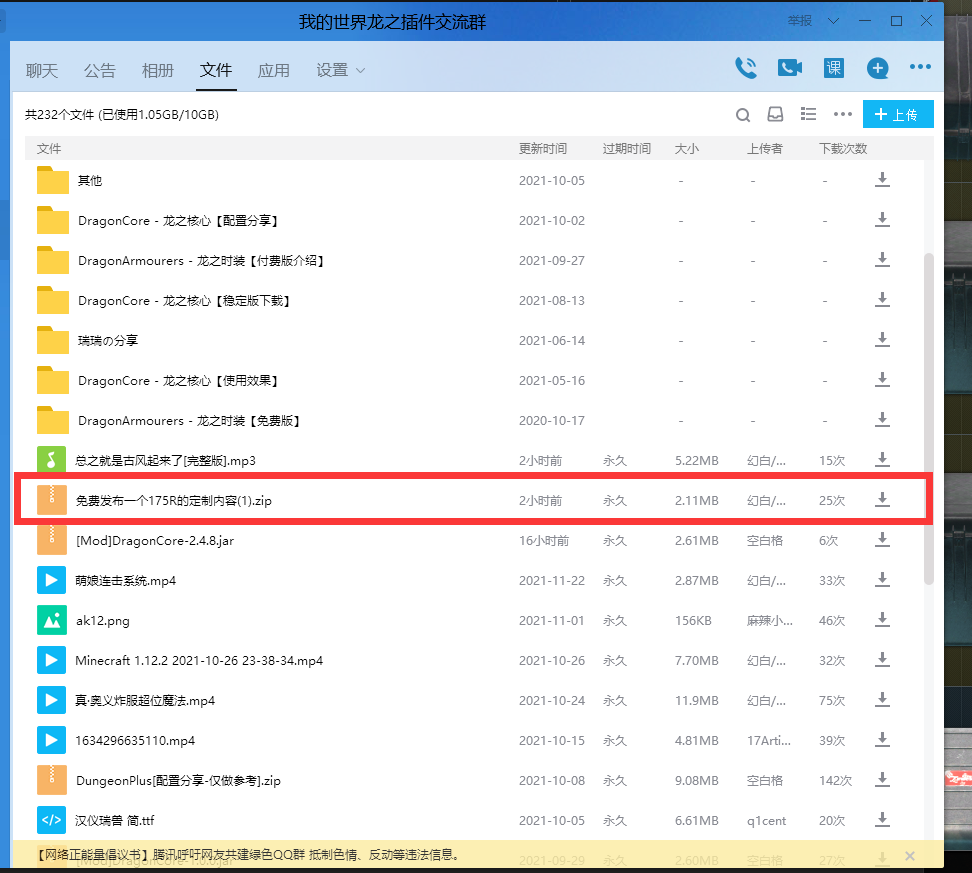 我的世界龙之插件交流群 举报
聊天 公告 相册 文件 应用 设置 课
共232个文件 (已使用1.05GB/10GB) 上传
文件 更新时间 过期时间 大小 上传者 下载次数
其他 2021-10-05 - - -
DragonCore - 龙之核心【配置分享】 2021-10-02 - - -
DragonArmourers - 龙之时装【付费版介绍】 2021-09-27 - - -
DragonCore - 龙之核心【稳定版下载】 2021-08-13 - - -
瑞瑞の分享 2021-06-14 - - -
DragonCore - 龙之核心【使用效果】 2021-05-16 - - -
DragonArmourers - 龙之时装【免费版】 2020-10-17 - - -
总之就是古风起来了[完整版].mp3 2小时前 永久 5.22MB 幻白/... 15次
免费发布一个175R的定制内容(1).zip 2小时前 永久 2.11MB 幻白/... 25次
[Mod]DragonCore-2.4.8.jar 16小时前 永久 2.61MB 空白格 6次
萌娘连击系统.mp4 2021-11-22 永久 2.87MB 幻白/... 33次
ak12.png 2021-11-01 永久 156KB 麻辣小... 46次
Minecraft 1.12.2 2021-10-26 23-38-34.mp4 2021-10-26 永久 7.70MB 幻白/... 32次
真·奥义炸服超位魔法.mp4 2021-10-24 永久 11.9MB 幻白/... 75次
1634296635110.mp4 2021-10-15 永久 4.81MB 17Arti... 39次
DungeonPlus[配置分享-仅做参考].zip 2021-10-08 永久 9.08MB 空白格 142次
汉仪瑞兽 简.ttf 2021-10-05 永久 6.61MB q1cent 20次
【网络正能量倡议书】腾讯呼吁网友共建绿色QQ群 抵制色情、反动等违法信息。
2021-09-29 永久 2.60MB 空白格 27次